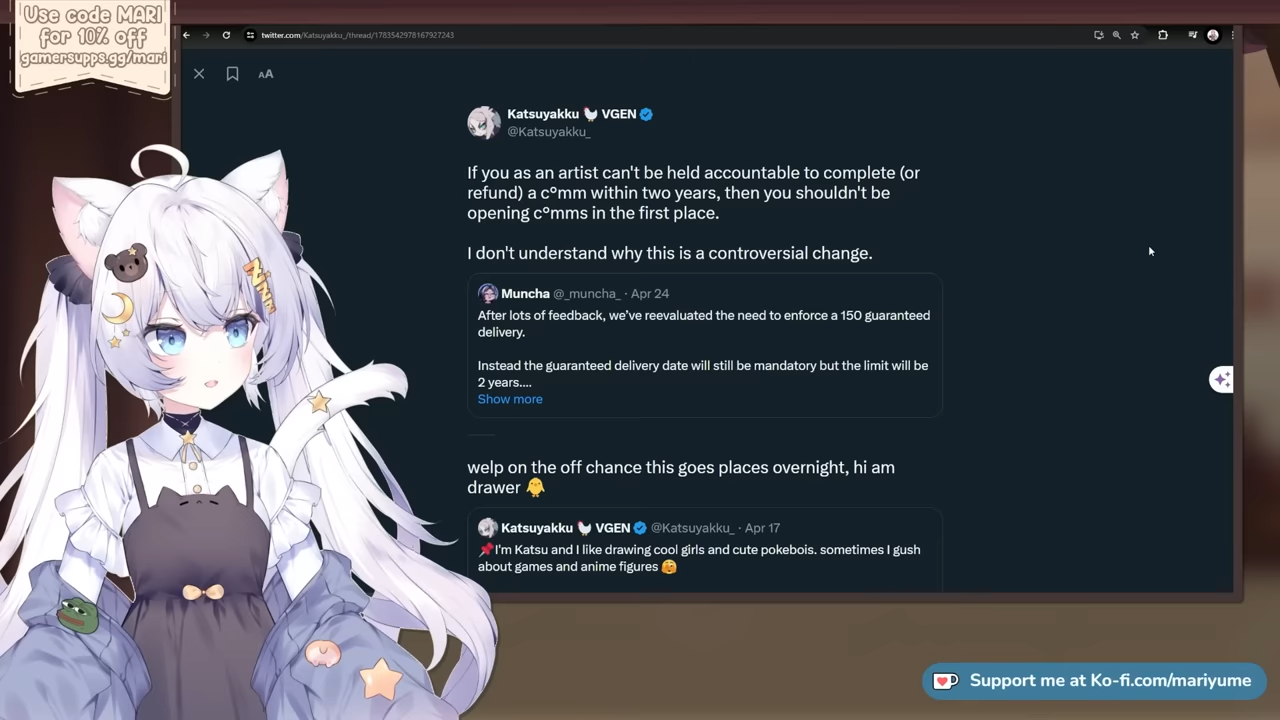 Use code MARI
for 10% off
gamersupps.gg/mari
twitter.com/Katsuyakku_/thread/1783542978167927243
AA
Katsuyakku 🐓 VGEN
@Katsuyakku_
If you as an artist can't be held accountable to complete (or
refund) a c°mm within two years, then you shouldn't be
opening c°mms in the first place.
I don't understand why this is a controversial change.
Muncha @_muncha_ · Apr 24
After lots of feedback, we've reevaluated the need to enforce a 150 guaranteed
delivery.
Instead the guaranteed delivery date will still be mandatory but the limit will be
2 years....
Show more
welp on the off chance this goes places overnight, hi am
drawer 🐥
Katsuyakku 🐓 VGEN @Katsuyakku_ · Apr 17
📌I'm Katsu and I like drawing cool girls and cute pokebois. sometimes I gush
about games and anime figures 🫣
Support me at Ko-fi.com/mariyume